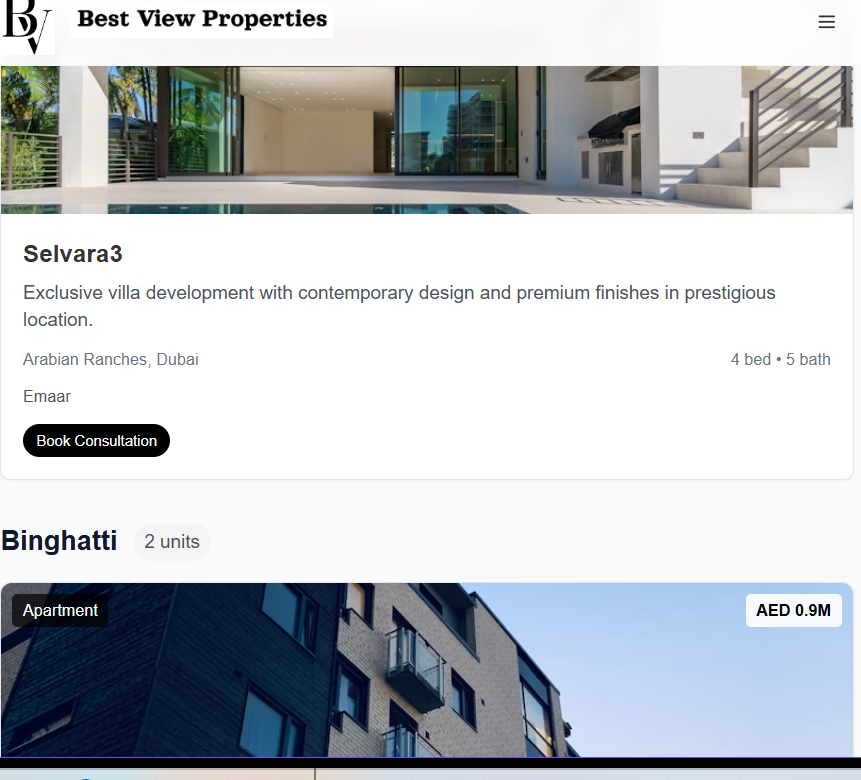 BV
Best View Properties
Selvara3
Exclusive villa development with contemporary design and premium finishes in prestigious
location.
Arabian Ranches, Dubai
4 bed • 5 bath
Emaar
Book Consultation
Binghatti
2 units
Apartment
AED 0.9M